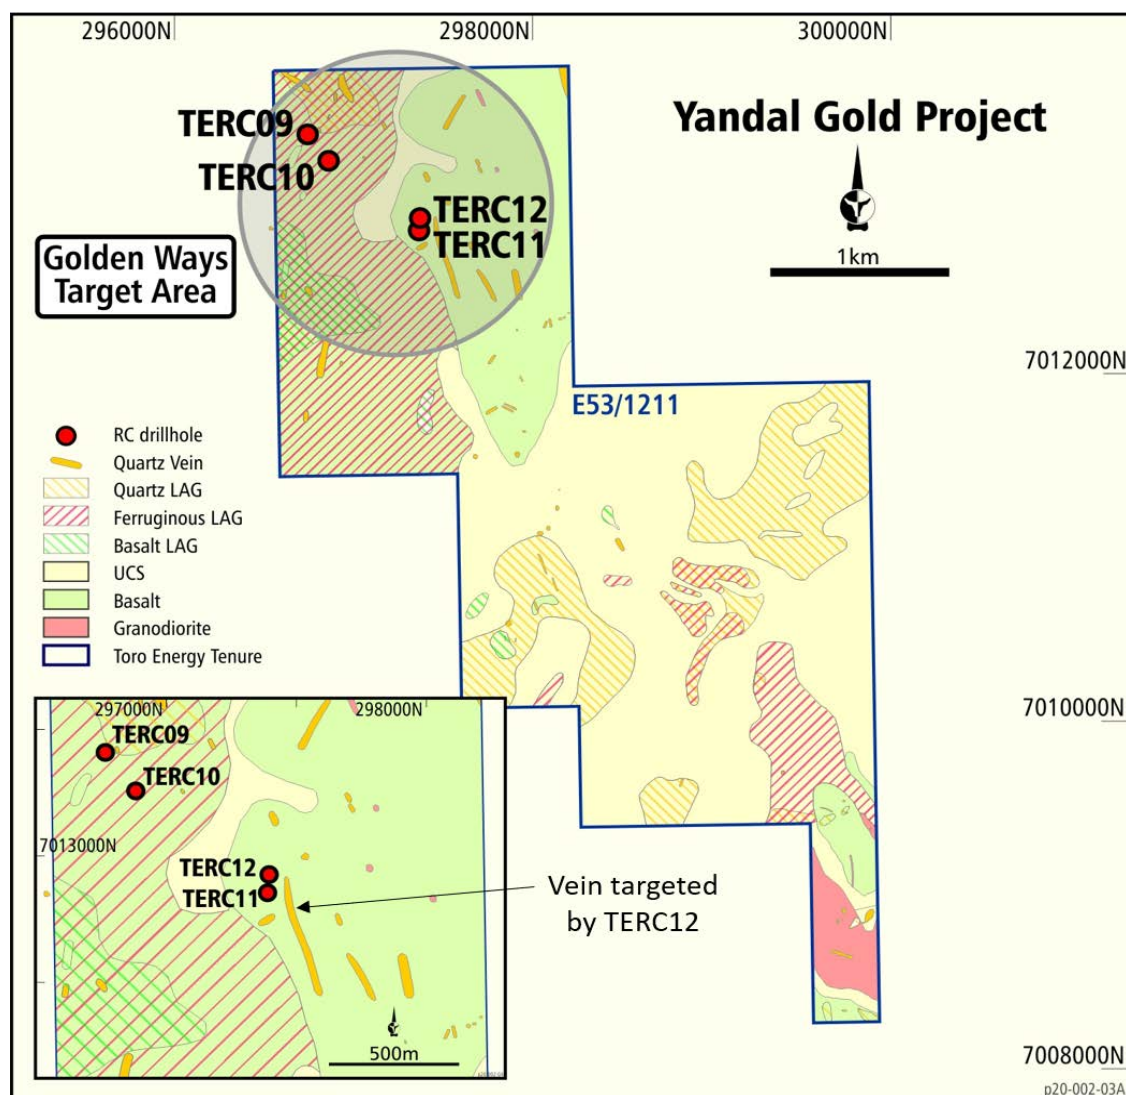 296000N
298000N
300000N
Yandal Gold Project
TERC09
TERC10
TERC12
TERC11
1km
Golden Ways
Target Area
7012000N
E53/1211
RC drillhole
Quartz Vein
Quartz LAG
Ferruginous LAG
Basalt LAG
UCS
Basalt
Granodiorite
Toro Energy Tenure
7010000N
297000N
298000N
TERC09
TERC10
7013000N
TERC12
TERC11
Vein targeted
by TERC12
500m
7008000N
p20-002-03A